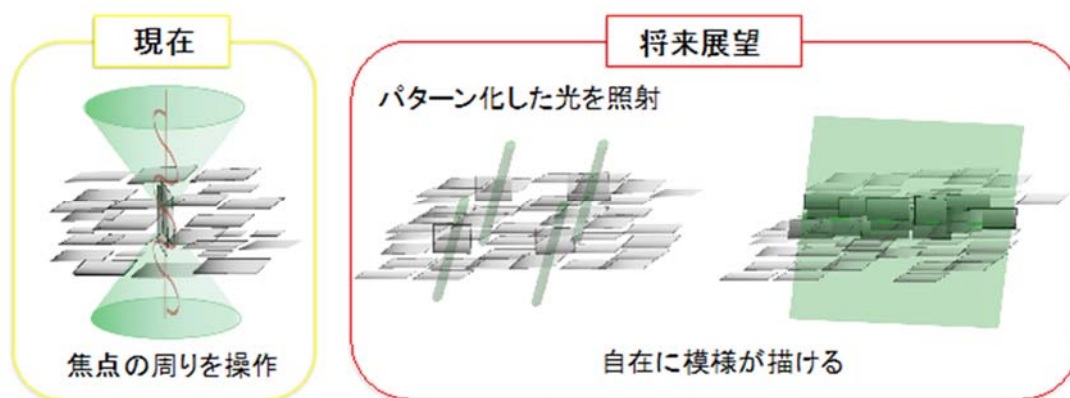 現在
焦点の周りを操作
将来展望
パターン化した光を照射
自在に模様が描ける